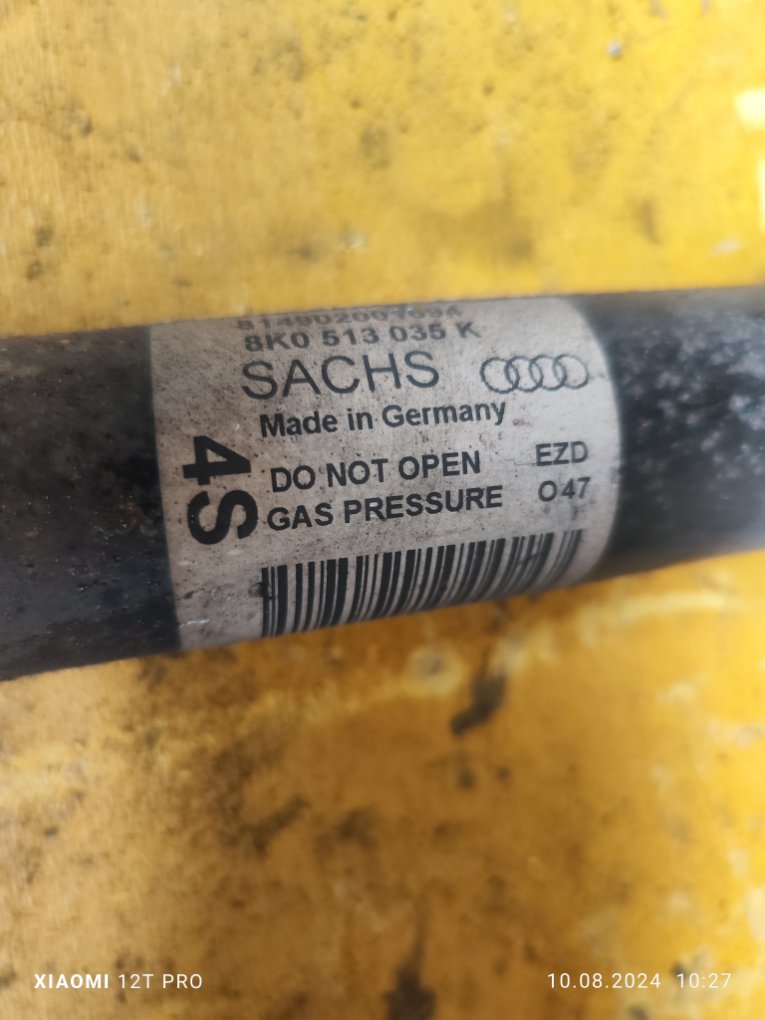 8K0 513 035 K
SACHS
Made in Germany
4S
DO NOT OPEN EZD
GAS PRESSURE O47
XIAOMI 12T PRO
10.08.2024 10:27